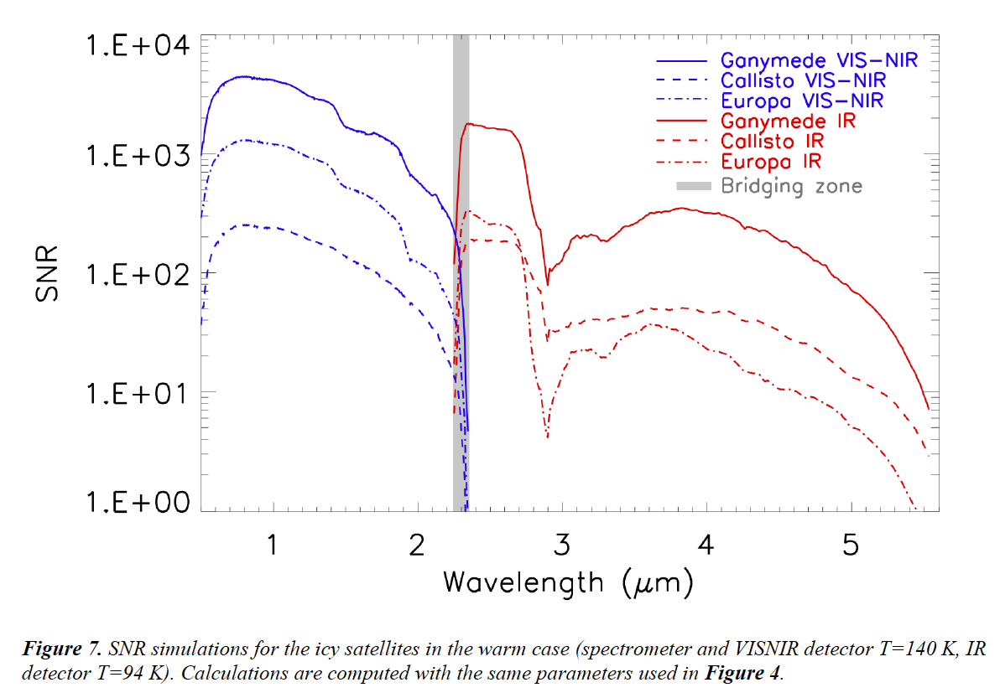 1.E+04
1.E+03
1.E+02
1.E+01
1.E+00
SNR
Ganymede VIS-NIR
Callisto VIS-NIR
Europa VIS-NIR
Ganymede IR
Callisto IR
Europa IR
Bridging zone
1 2 3 4 5
Wavelength (μm)
Figure 7. SNR simulations for the icy satellites in the warm case (spectrometer and VISNIR detector T=140 K, IR
detector T=94 K). Calculations are computed with the same parameters used in Figure 4.